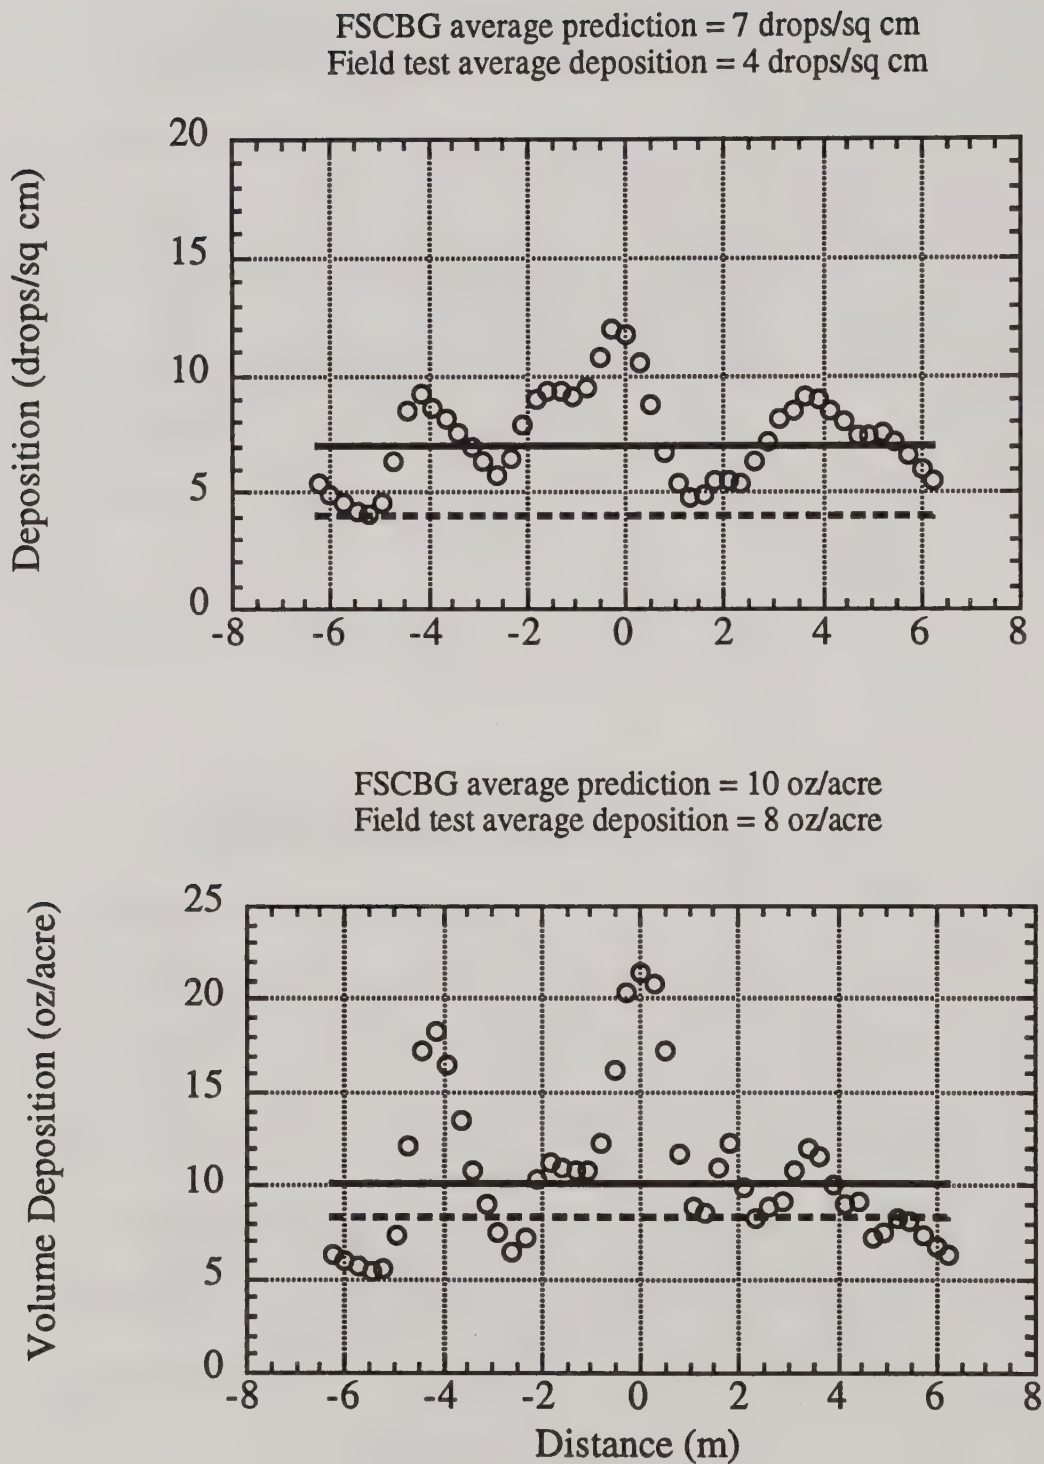 FSCBG average prediction = 7 drops/sq cm
Field test average deposition = 4 drops/sq cm
Deposition (drops/sq cm)
20
15
10
5
0
-8 -6 -4 -2 0 2 4 6 8
FSCBG average prediction = 10 oz/acre
Field test average deposition = 8 oz/acre
Volume Deposition (oz/acre)
25
20
15
10
5
0
-8 -6 -4 -2 0 2 4 6 8
Distance (m)